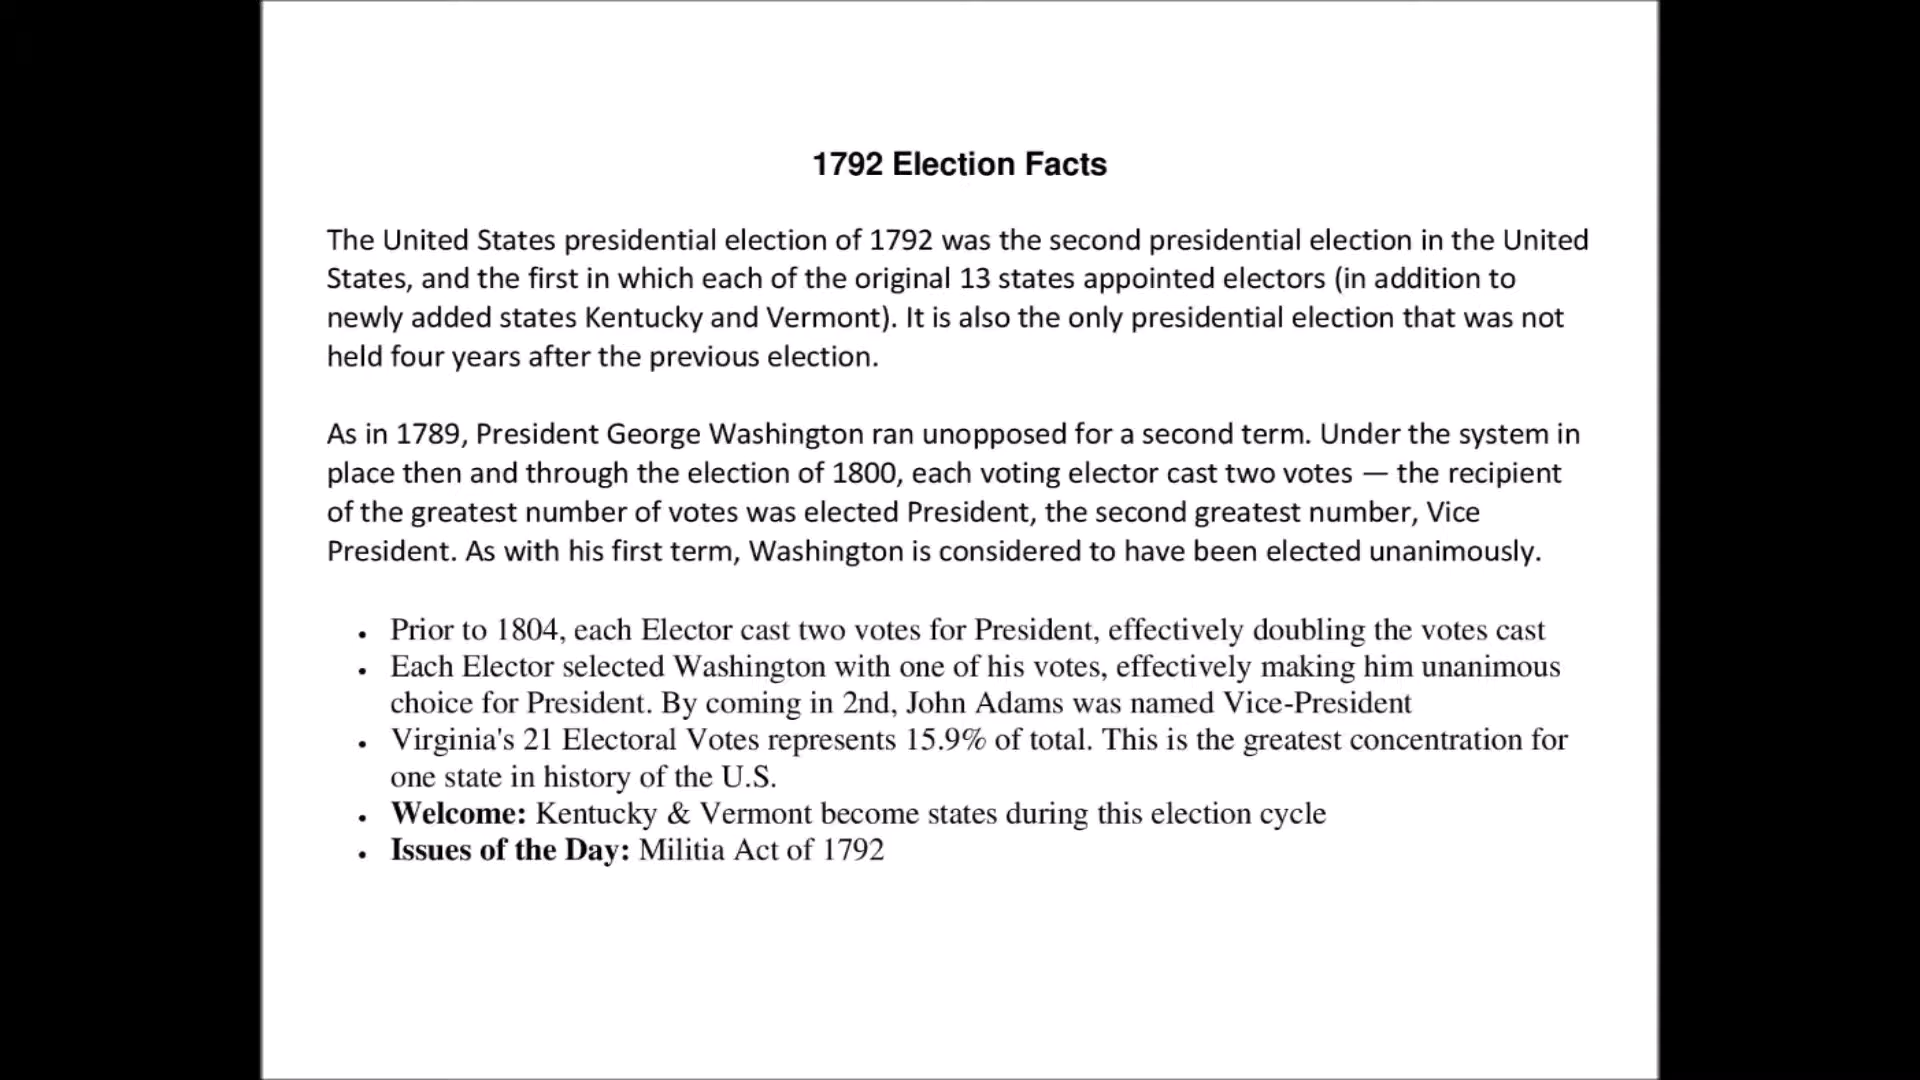 1792 Election Facts
The United States presidential election of 1792 was the second presidential election in the United
States, and the first in which each of the original 13 states appointed electors (in addition to
newly added states Kentucky and Vermont). It is also the only presidential election that was not
held four years after the previous election.
As in 1789, President George Washington ran unopposed for a second term. Under the system in
place then and through the election of 1800, each voting elector cast two votes — the recipient
of the greatest number of votes was elected President, the second greatest number, Vice
President. As with his first term, Washington is considered to have been elected unanimously.
• Prior to 1804, each Elector cast two votes for President, effectively doubling the votes cast
• Each Elector selected Washington with one of his votes, effectively making him unanimous
choice for President. By coming in 2nd, John Adams was named Vice-President
• Virginia's 21 Electoral Votes represents 15.9% of total. This is the greatest concentration for
one state in history of the U.S.
• Welcome: Kentucky & Vermont become states during this election cycle
• Issues of the Day: Militia Act of 1792